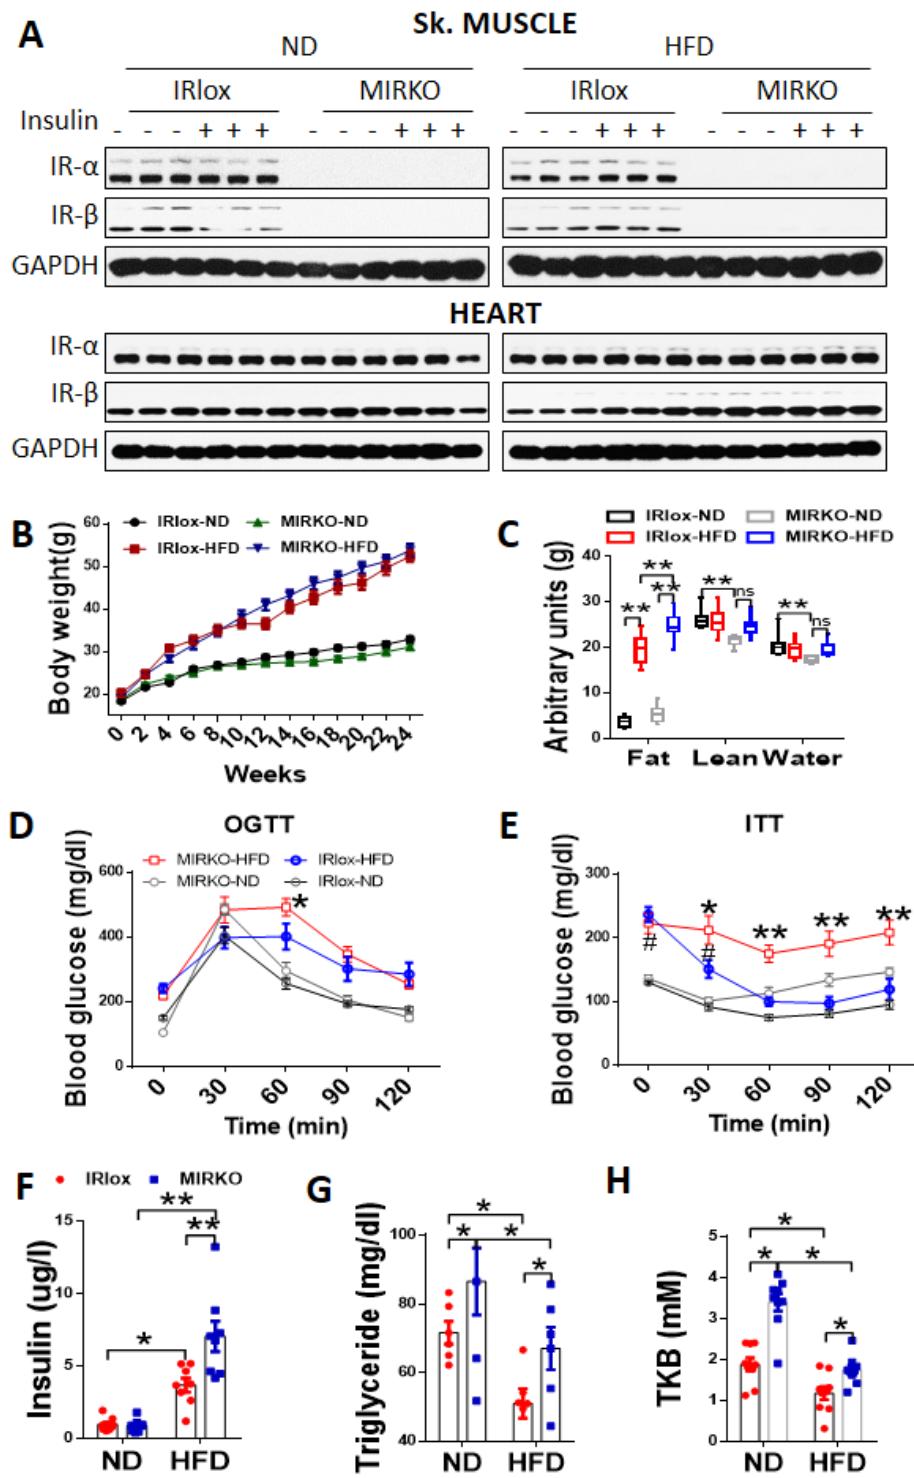 A
Sk. MUSCLE
ND HFD
IRlox MIRKO IRlox MIRKO
Insulin - - - + + + - - - + + + - - - + + + - - - + + +
IR-α
IR-β
GAPDH
HEART
IR-α
IR-β
GAPDH
B
IRlox-ND MIRKO-ND
IRlox-HFD MIRKO-HFD
Body weight(g)
60
50
40
30
20
0 2 4 6 8 10 12 14 16 18 20 22 24
Weeks
C
IRlox-ND MIRKO-ND
IRlox-HFD MIRKO-HFD
Arbitrary units (g)
40
30
20
10
0
** ** ** ** ns ** ns
Fat Lean Water
D
OGTT
MIRKO-HFD IRlox-HFD
MIRKO-ND IRlox-ND
Blood glucose (mg/dl)
600
400
200
0
*
0 30 60 90 120
Time (min)
E
ITT
Blood glucose (mg/dl)
300
200
100
0
* ** ** **
# #
0 30 60 90 120
Time (min)
F
IRlox MIRKO
Insulin (ug/l)
15
10
5
0
**
**
*
ND HFD
G
Triglyceride (mg/dl)
100
80
60
40
*
* *
*
ND HFD
H
TKB (mM)
5
4
3
2
1
0
*
* *
*
ND HFD